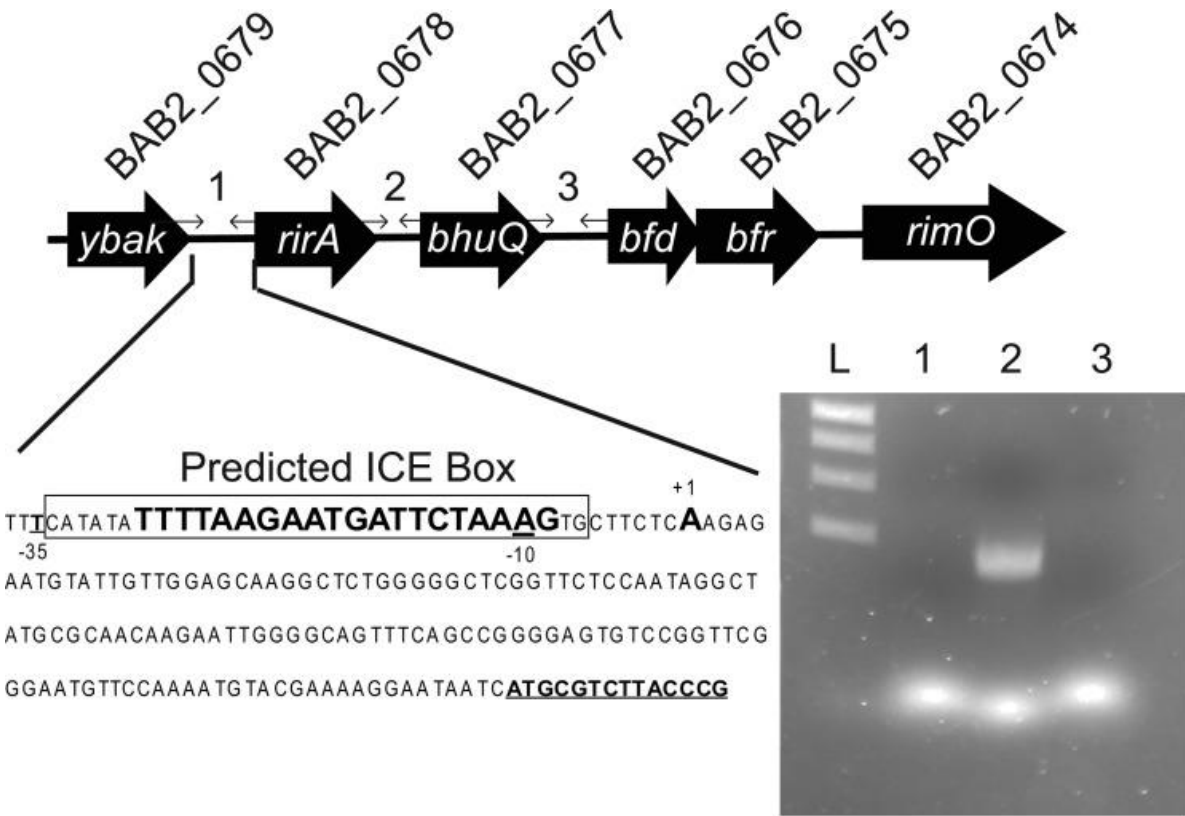 BAB2_0679 BAB2_0678 BAB2_0677 BAB2_0676 BAB2_0675 BAB2_0674
1 2 3
ybak rirA bhuQ bfd bfr rimO
L 1 2 3
Predicted ICE Box
+1
TTTCATATATTTTAAGAATGATTCTAAAGTGCTTCTCAAGAG
-35 -10
AATGTATTGTTGGAGCAAGGCTCTGGGGGCTCGGTTCTCCAATAGGCT
ATGCGCAACAAGAATTGGGGCAGTTTCAGCCGGGGAGTGTCCGGTTCG
GGAATGTTCCAAAATGTACGAAAAGGAATAATCATGCGTCTTACCCG